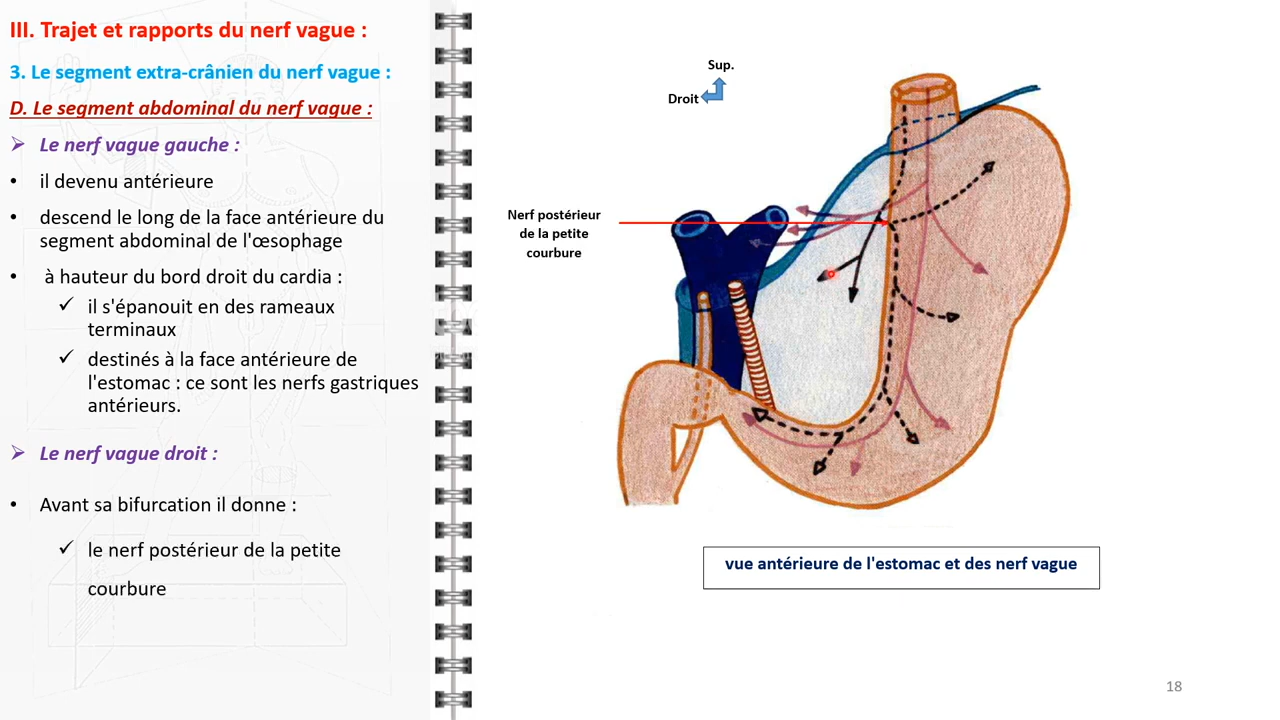 III. Trajet et rapports du nerf vague :
3. Le segment extra-crânien du nerf vague :
D. Le segment abdominal du nerf vague :
➢ Le nerf vague gauche :
• il devenu antérieure
• descend le long de la face antérieure du
segment abdominal de l'œsophage
• à hauteur du bord droit du cardia :
✓ il s'épanouit en des rameaux
terminaux
✓ destinés à la face antérieure de
l'estomac : ce sont les nerfs gastriques
antérieurs.
➢ Le nerf vague droit :
• Avant sa bifurcation il donne :
✓ le nerf postérieur de la petite
courbure
Sup.
Droit
Nerf postérieur
de la petite
courbure
vue antérieure de l'estomac et des nerf vague
18